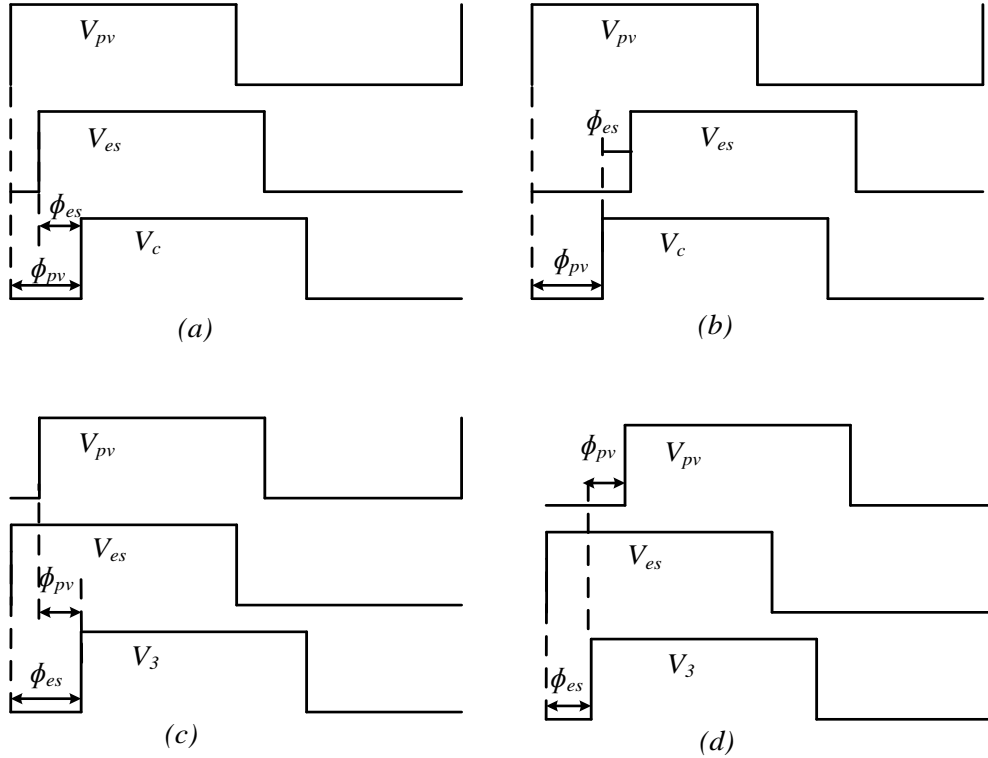 V_pv
V_es
ϕ_es
V_c
ϕ_pv
(a)
V_pv
ϕ_es
V_es
V_c
ϕ_pv
(b)
V_pv
V_es
ϕ_pv
V_3
ϕ_es
(c)
ϕ_pv
V_pv
V_es
V_3
ϕ_es
(d)